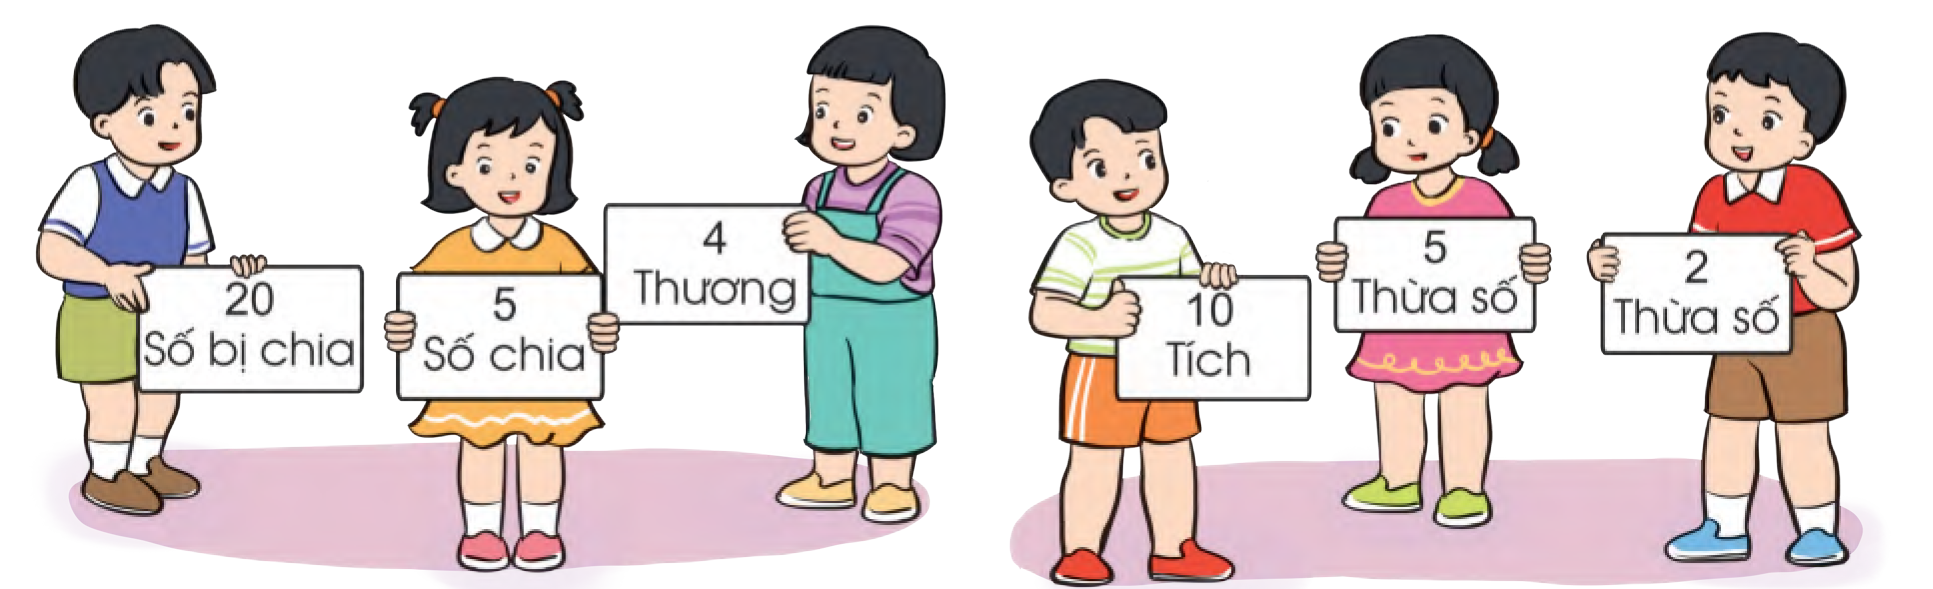 20
Số bị chia
5
Số chia
4
Thương
10
Tích
5
Thừa số
2
Thừa số